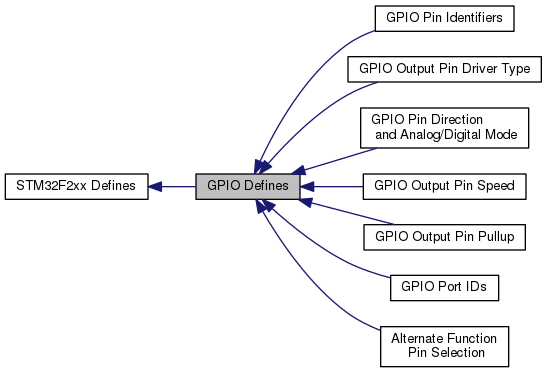 GPIO Pin Identifiers
GPIO Output Pin Driver Type
GPIO Pin Direction
and Analog/Digital Mode
STM32F2xx Defines
GPIO Defines
GPIO Output Pin Speed
GPIO Output Pin Pullup
GPIO Port IDs
Alternate Function
Pin Selection